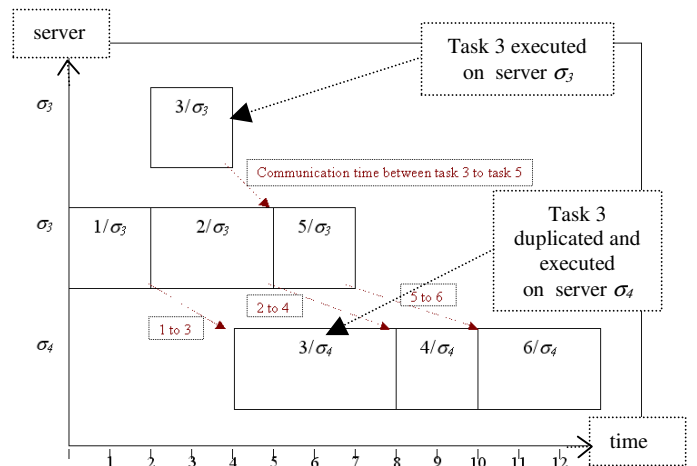 server
Task 3 executed
on server σ3
σ3
3/σ3
Communication time between task 3 to task 5
σ3
1/σ3
2/σ3
5/σ3
Task 3
duplicated and
executed
on server σ4
1 to 3
2 to 4
5 to 6
σ4
3/σ4
4/σ4
6/σ4
time
1 2 3 4 5 6 7 8 9 10 11 12